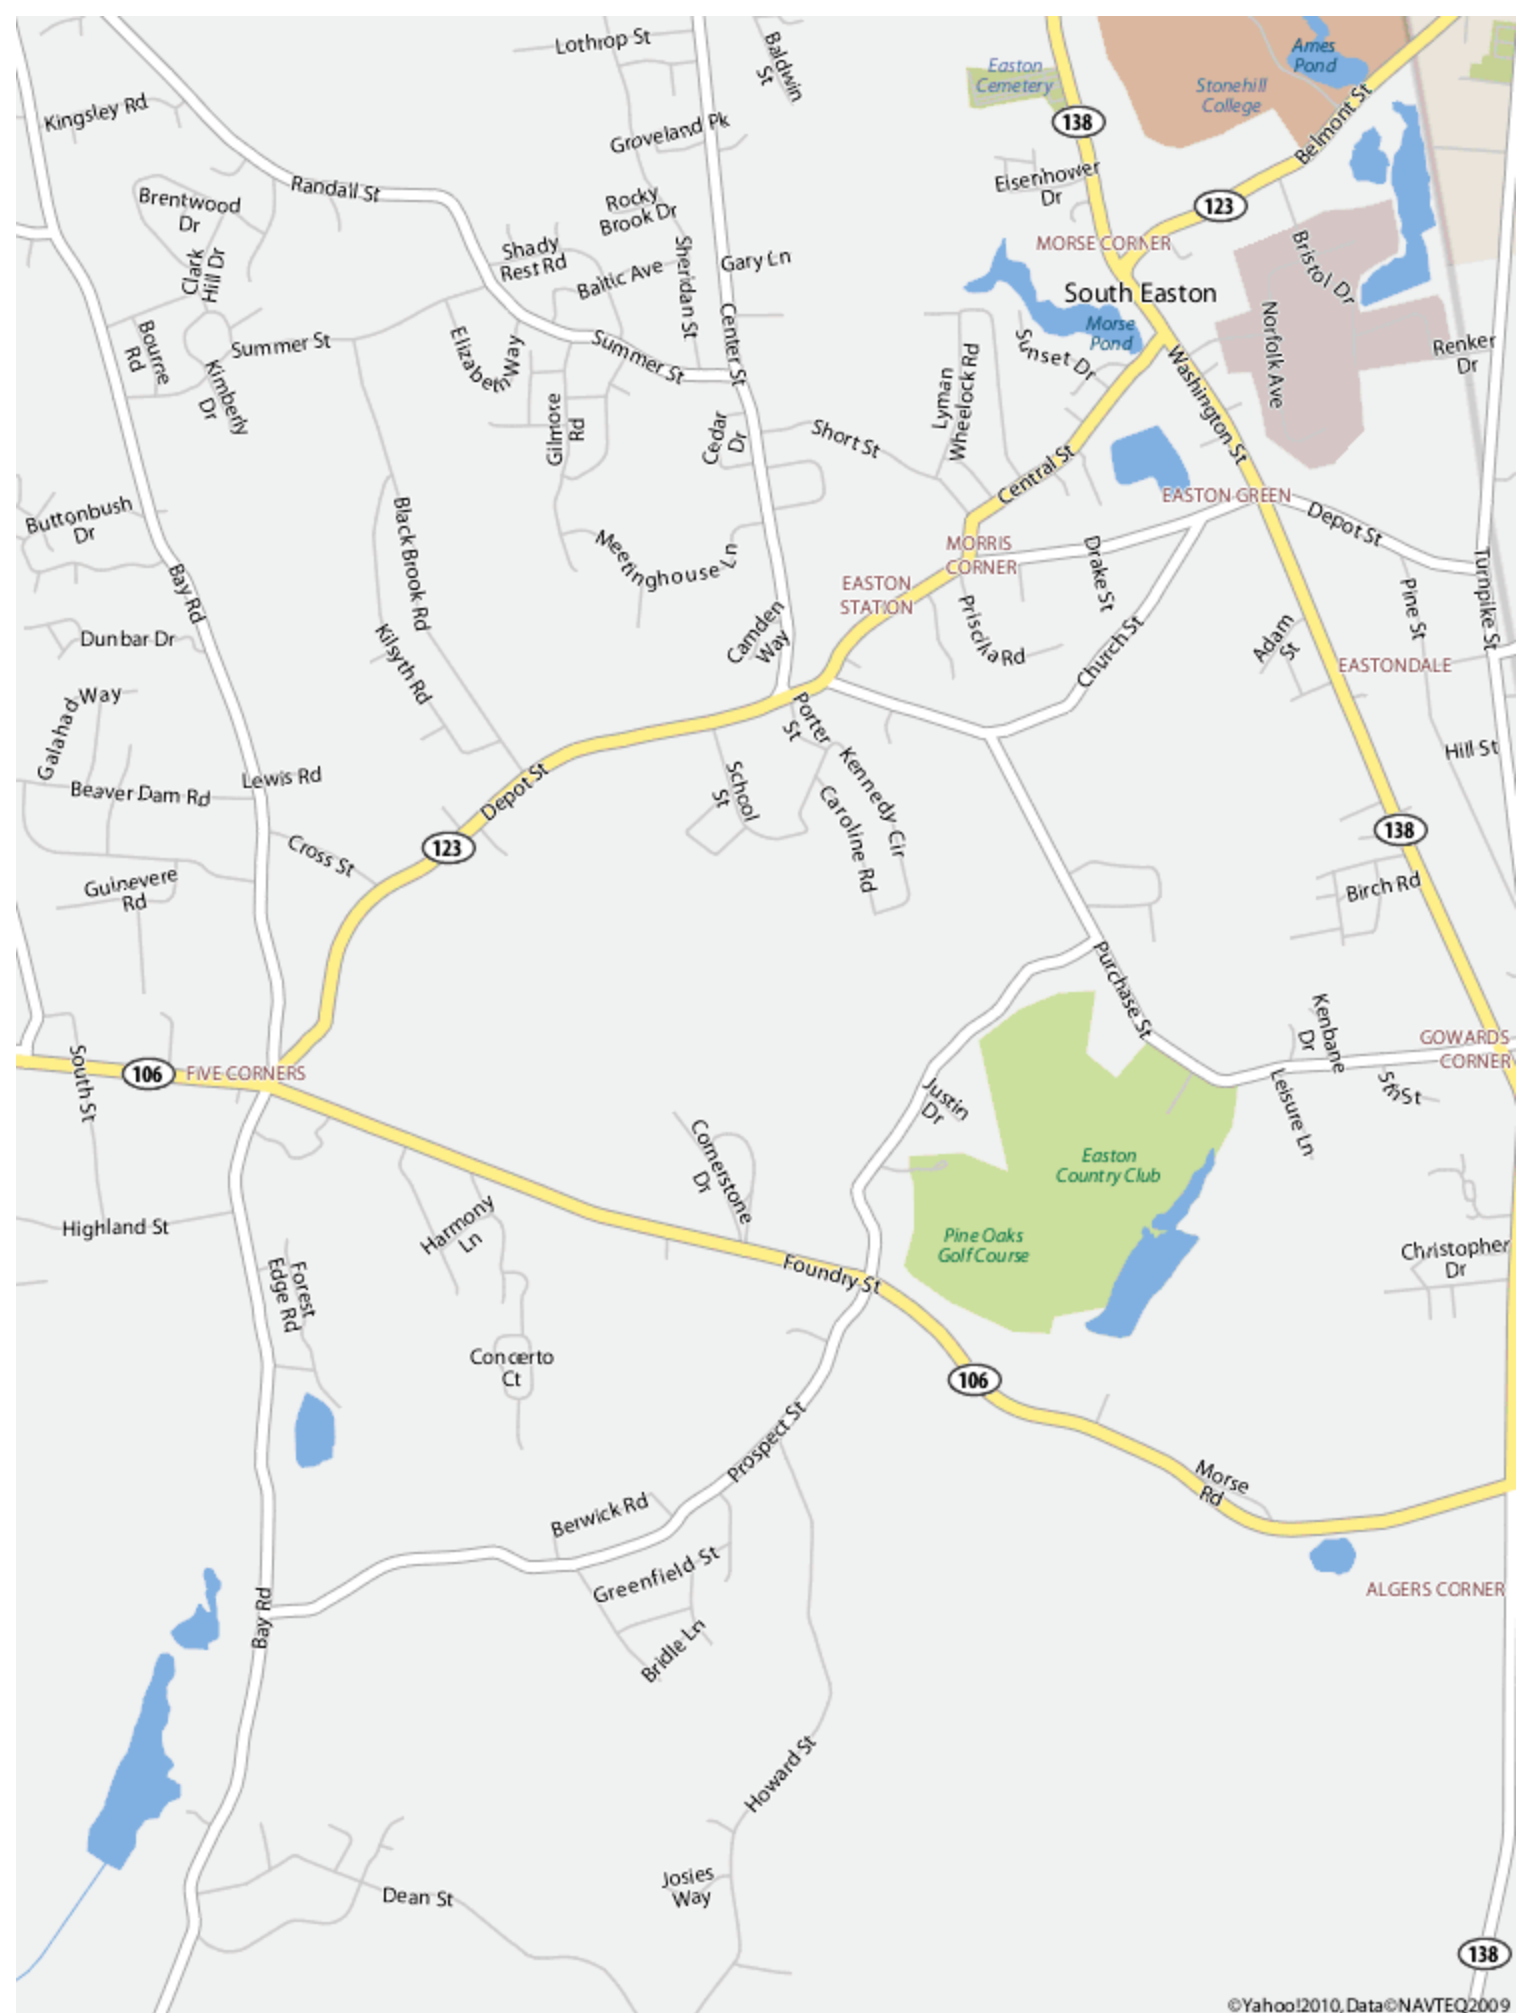 Lothrop St
Baldwin
St
Easton
Cemetery
Ames
Pond
Stonehill
College
Kingsley Rd
138
Belmont St
Groveland Pk
Eisenhower
Dr
Randall St
Brentwood
Dr
Rocky
Brook Dr
123
MORSE CORNER
Shady
Rest Rd
Clark
Hill Dr
Baltic Ave
Sheridan St
Gary Ln
Bristol Dr
South Easton
Morse
Pond
Norfolk Ave
Center St
Bourne
Rd
Summer St
Elizabeth Way
Summer St
Sunset Dr
Renker
Dr
Kimberly
Dr
Lyman
Wheelock Rd
Washington St
Gilmore
Rd
Cedar
Dr
Short St
Central St
EASTON GREEN
Buttonbush
Dr
Black Brook Rd
Depot St
Meetinghouse Ln
MORRIS
CORNER
Drake St
Turnpike St
Bay Rd
EASTON
STATION
Pine St
Priscilla Rd
Camden
Way
Dunbar Dr
Kilsyth Rd
Church St
Adam
St
EASTONDALE
Galahad Way
Porter
St
Hill St
Lewis Rd
Beaver Dam Rd
Depot St
School
St
Kennedy Cir
Caroline Rd
138
Cross St
123
Guinevere
Rd
Birch Rd
Purchase St
Kenbane
Dr
GOWARDS
CORNER
South St
106
FIVE CORNERS
Justin
Dr
Leisure Ln
5th St
Cornerstone
Dr
Easton
Country Club
Highland St
Harmony
Ln
Pine Oaks
Golf Course
Christopher
Dr
Forest
Edge Rd
Foundry St
Concerto
Ct
106
Prospect St
Morse
Rd
Berwick Rd
Greenfield St
ALGERS CORNER
Bay Rd
Bridle Ln
Howard St
Josies
Way
Dean St
138
©Yahoo!2010, Data©NAVTEQ2009